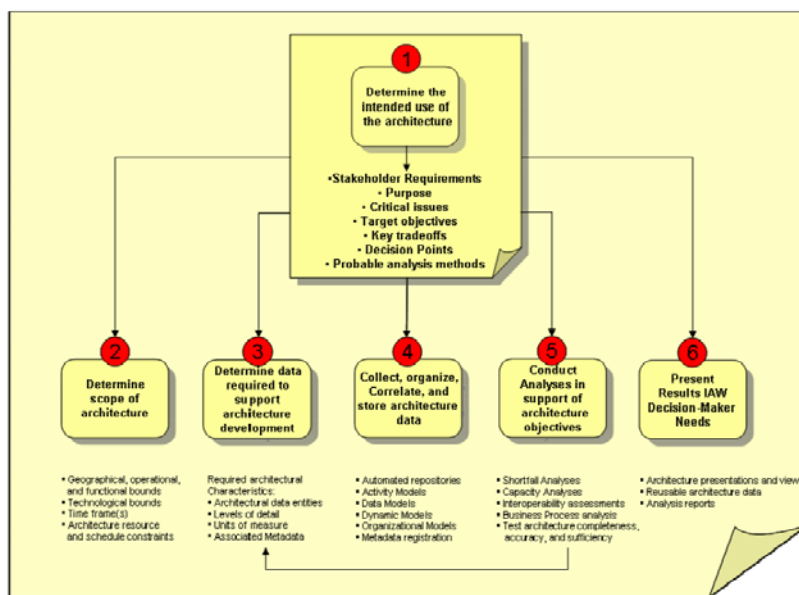 1
Determine the
intended use of
the architecture
•Stakeholder Requirements
•Purpose
•Critical issues
•Target objectives
•Key tradeoffs
•Decision Points
•Probable analysis methods
2
Determine
scope of
architecture
• Geographical, operational,
and functional bounds
• Technological bounds
• Time frame(s)
• Architecture resource
and schedule constraints
3
Determine data
required to
support
architecture
development
Required architectural
Characteristics:
• Architectural data entities
• Levels of detail
• Units of measure
• Associated Metadata
4
Collect, organize,
Correlate, and
store architecture
data
• Automated repositories
• Activity Models
• Data Models
• Dynamic Models
• Organizational Models
• Metadata registration
5
Conduct
Analyses in
support of
architecture
objectives
• Shortfall Analyses
• Capacity Analyses
• Interoperability assessments
• Business Process analysis
• Test architecture completeness,
accuracy, and sufficiency
6
Present
Results IAW
Decision-Maker
Needs
• Architecture presentations and view
• Reusable architecture data
• Analysis reports